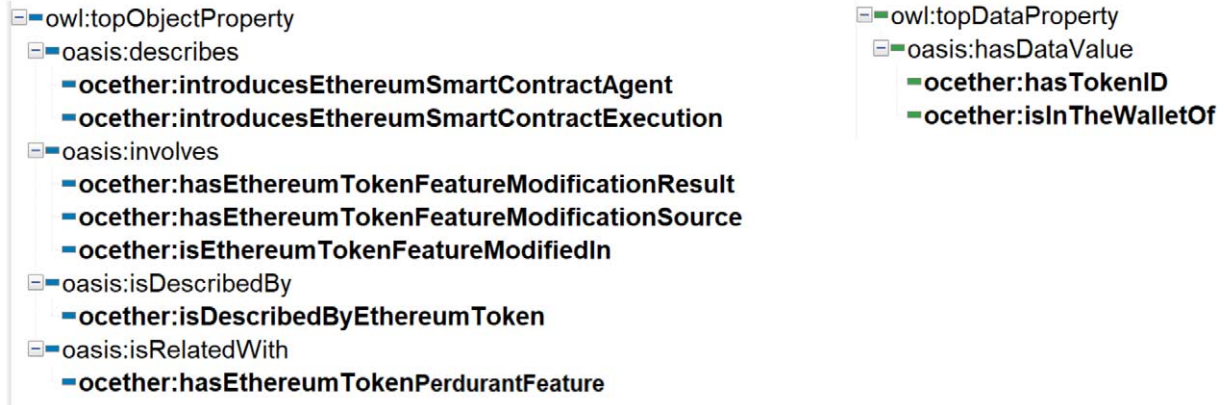 owl:topObjectProperty
oasis:describes
ocether:introducesEthereumSmartContractAgent
ocether:introducesEthereumSmartContractExecution
oasis:involves
ocether:hasEthereumTokenFeatureModificationResult
ocether:hasEthereumTokenFeatureModificationSource
ocether:isEthereumTokenFeatureModifiedIn
oasis:isDescribedBy
ocether:isDescribedByEthereumToken
oasis:isRelatedWith
ocether:hasEthereumTokenPerdurantFeature
owl:topDataProperty
oasis:hasDataValue
ocether:hasTokenID
ocether:isInTheWalletOf